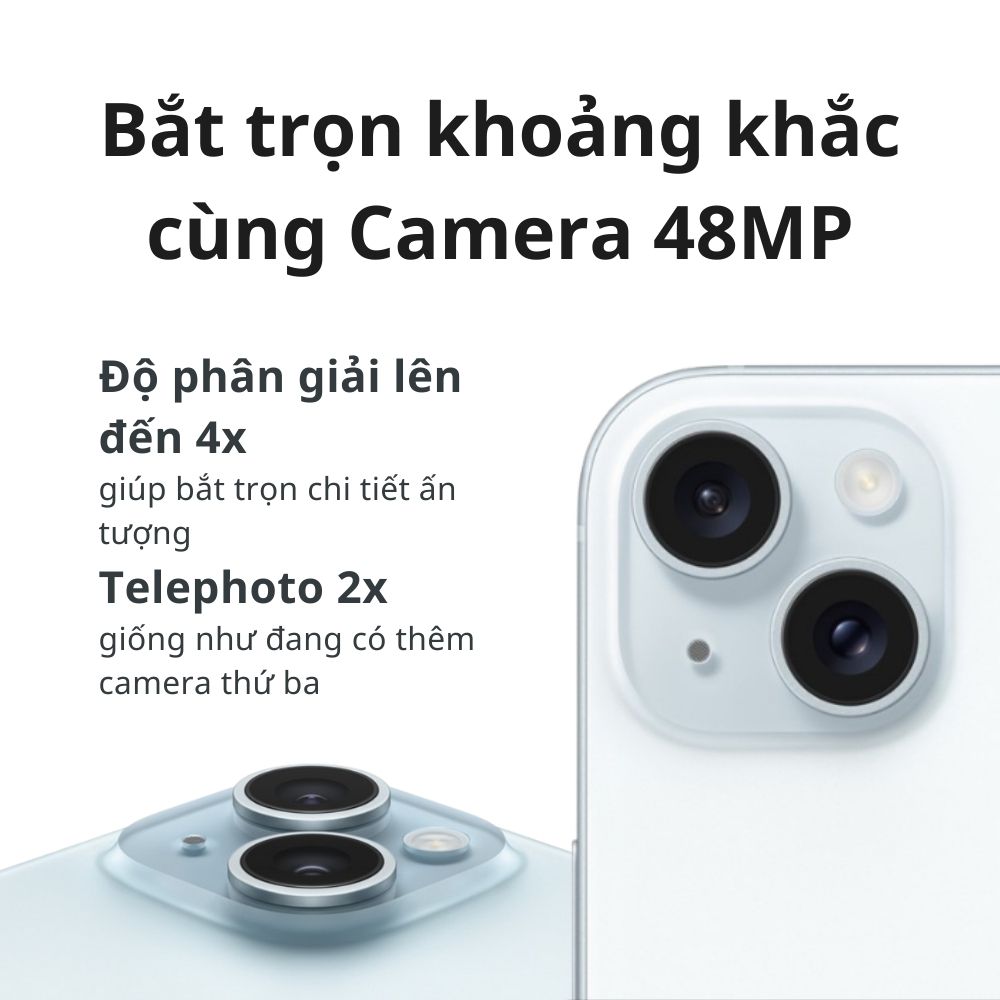 Bắt trọn khoảng khắc
cùng Camera 48MP
Độ phân giải lên
đến 4x
giúp bắt trọn chi tiết ấn
tượng
Telephoto 2x
giống như đang có thêm
camera thứ ba